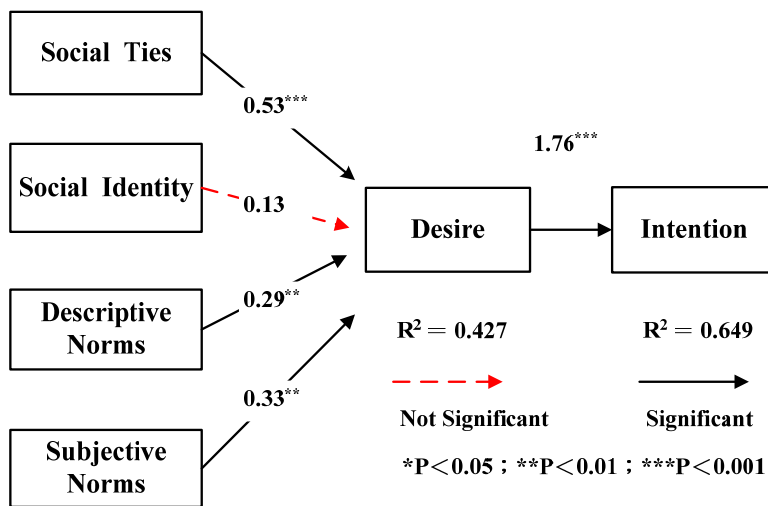 Social Ties
0.53***
1.76***
Social Identity
0.13
Desire
Intention
0.29**
Descriptive
Norms
R² = 0.427
R² = 0.649
0.33**
Not Significant
Significant
Subjective
Norms
*P<0.05；**P<0.01；***P<0.001